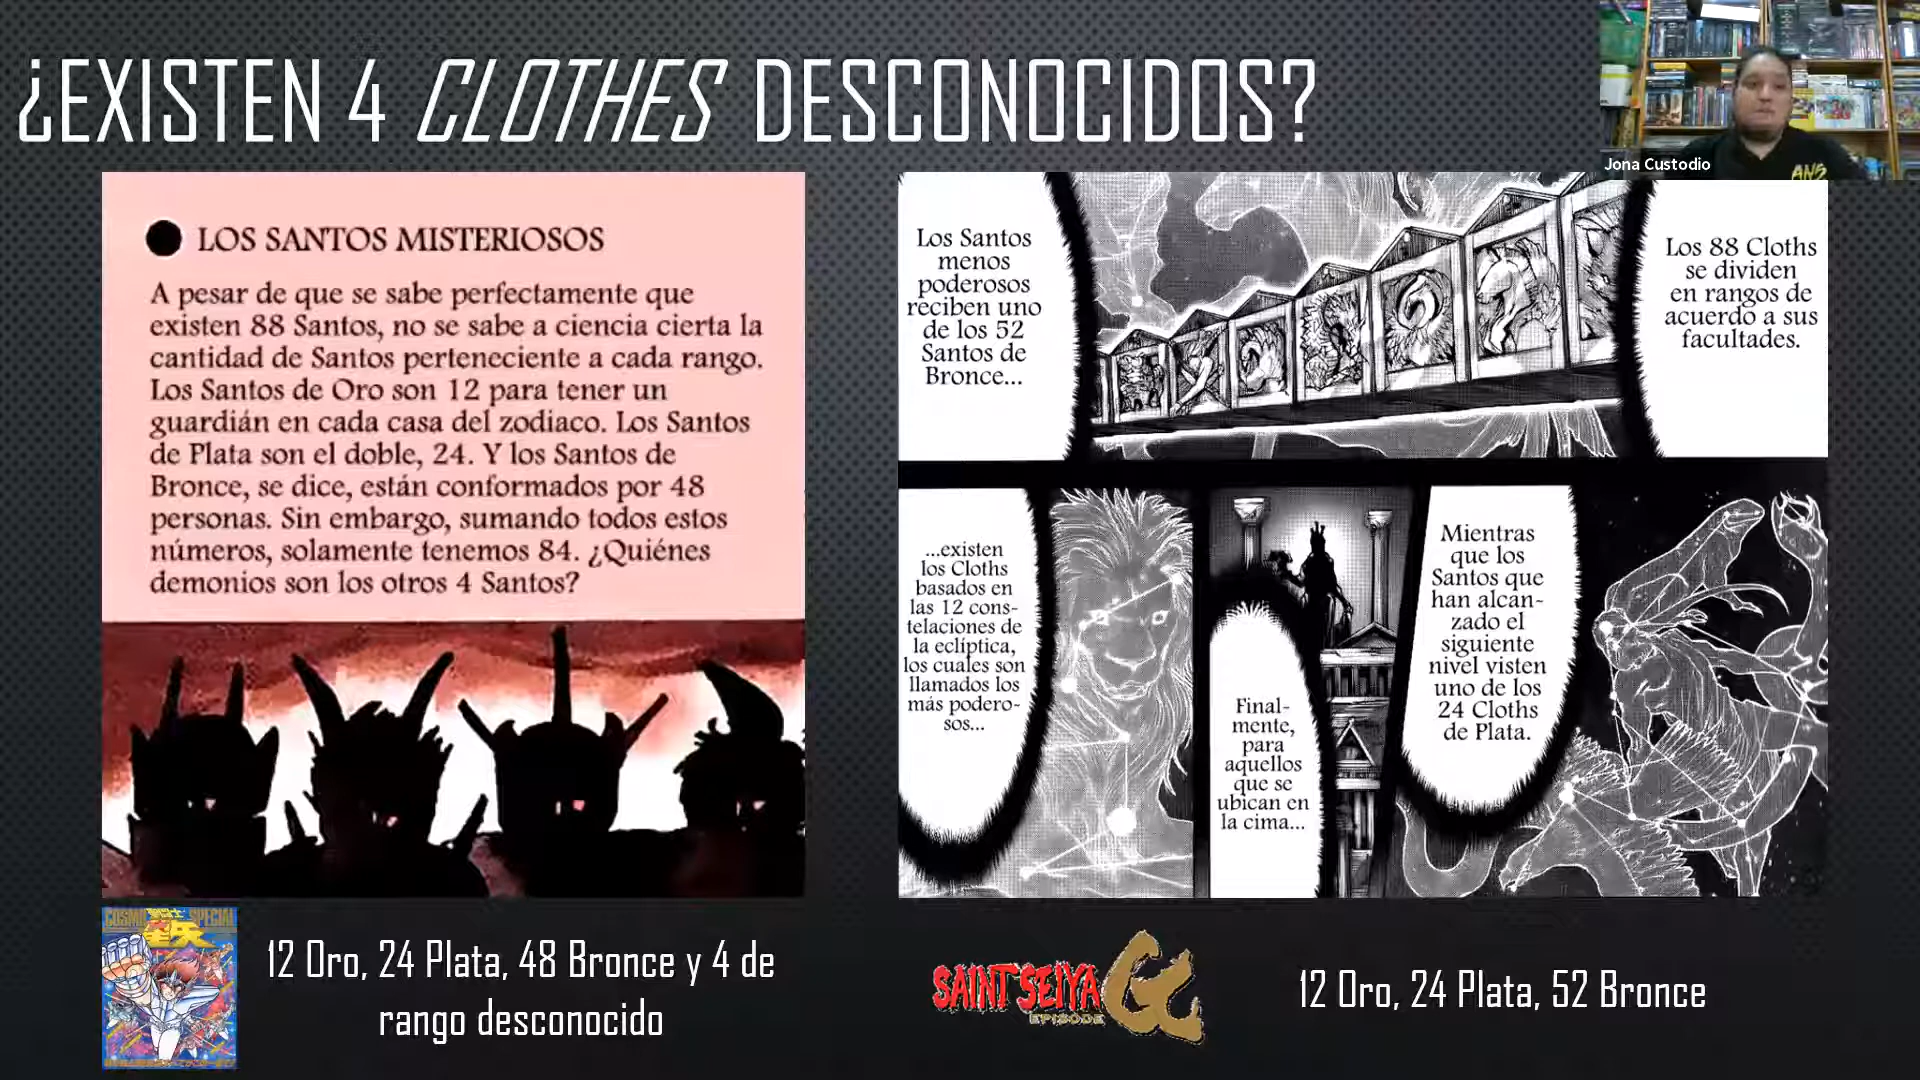 ¿EXISTEN 4 CLOTHES DESCONOCIDOS?
Jona Custodio
LOS SANTOS MISTERIOSOS
A pesar de que se sabe perfectamente que
existen 88 Santos, no se sabe a ciencia cierta la
cantidad de Santos perteneciente a cada rango.
Los Santos de Oro son 12 para tener un
guardián en cada casa del zodiaco. Los Santos
de Plata son el doble, 24. Y los Santos de
Bronce, se dice, están conformados por 48
personas. Sin embargo, sumando todos estos
números, solamente tenemos 84. ¿Quiénes
demonios son los otros 4 Santos?
Los 88 Cloths
se dividen
en rangos de
acuerdo a sus
facultades.
Los Santos
menos
poderosos
reciben uno
de los 52
Santos de
Bronce...
Mientras
que los
Santos que
han alcan-
zado el
siguiente
nivel visten
uno de los
24 Cloths
de Plata.
Final-
mente,
para
aquellos
que se
ubican en
la cima...
...existen
los Cloths
basados en
las 12 cons-
telaciones de
la eclíptica,
los cuales son
llamados los
más podero-
sos...
COSMO SPECIAL
聖闘士
星矢
12 Oro, 24 Plata, 48 Bronce y 4 de
rango desconocido
SAINT SEIYA
EPISODE
G
12 Oro, 24 Plata, 52 Bronce